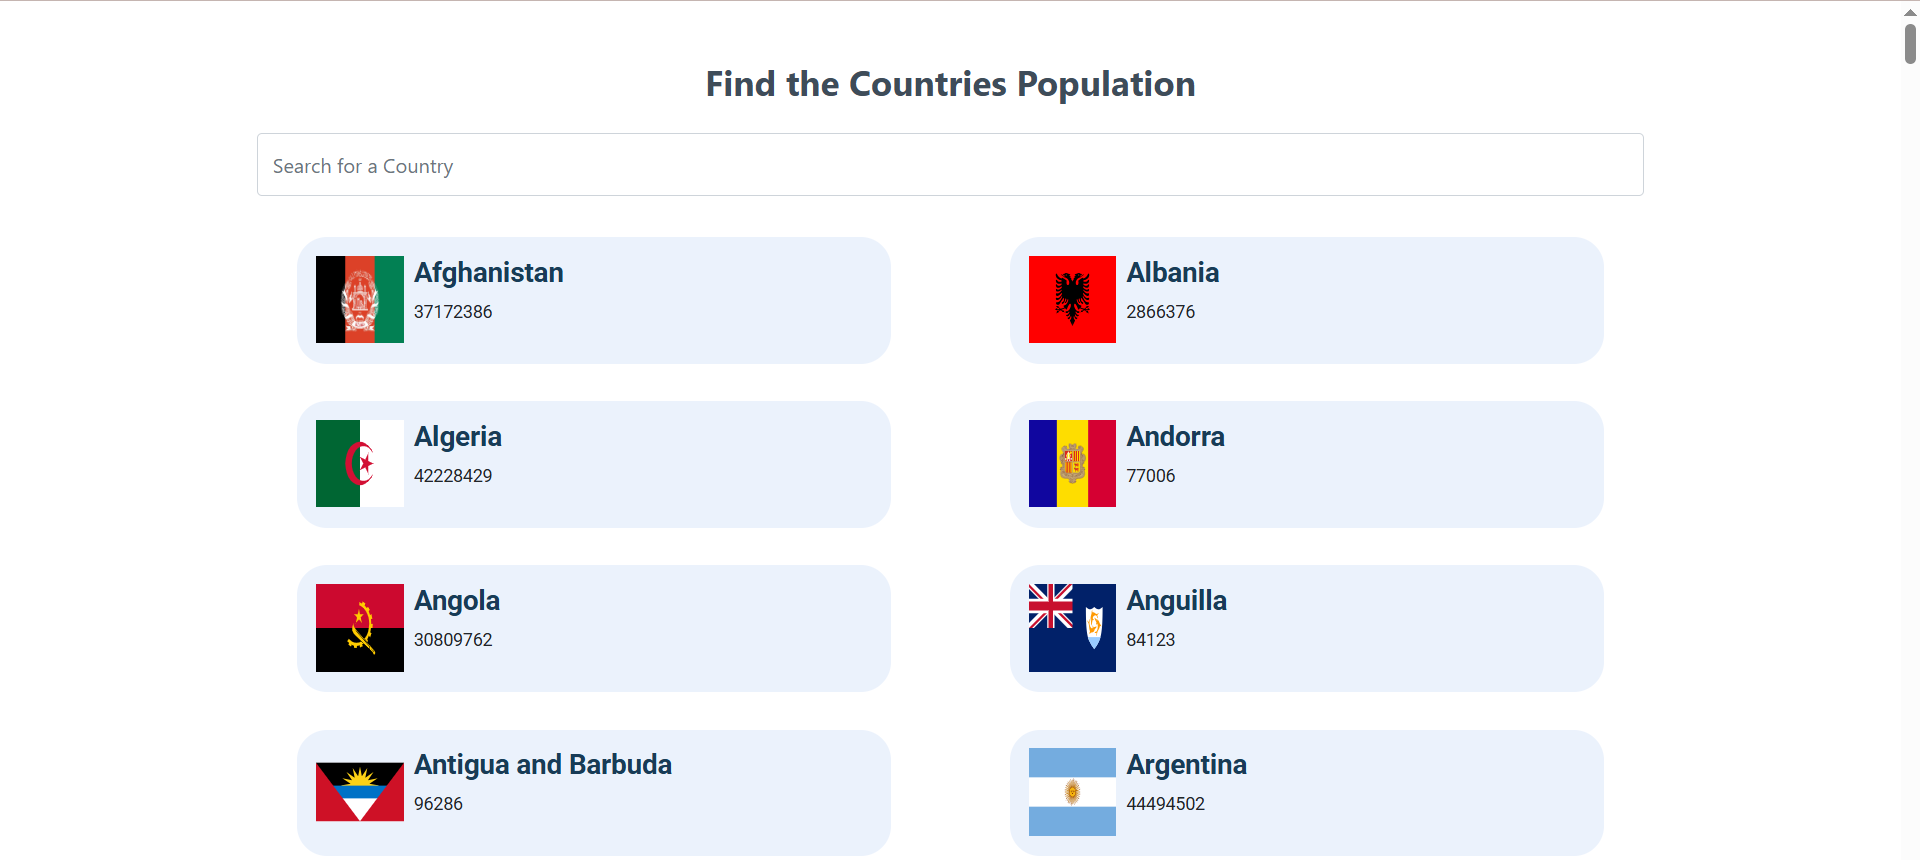 Find the Countries Population
Search for a Country
Afghanistan
37172386
Albania
2866376
Algeria
42228429
Andorra
77006
Angola
30809762
Anguilla
84123
Antigua and Barbuda
96286
Argentina
44494502